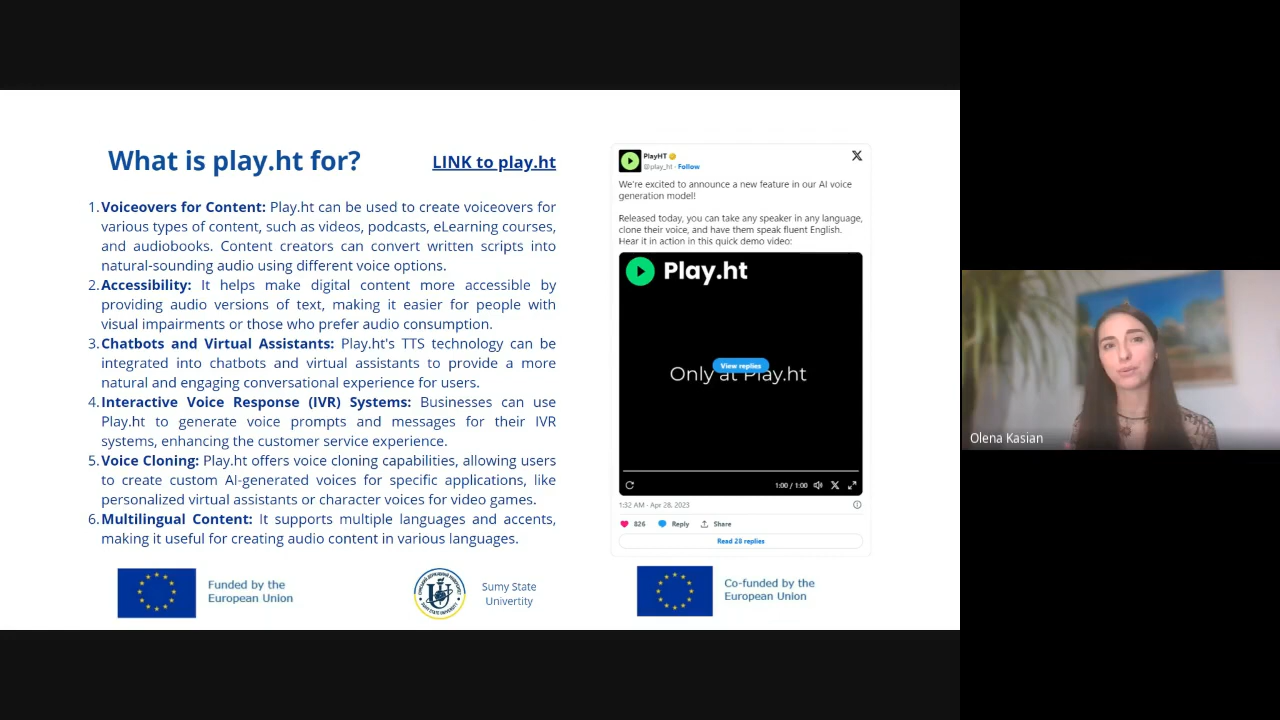 What is play.ht for?
LINK to play.ht
1. Voiceovers for Content: Play.ht can be used to create voiceovers for
various types of content, such as videos, podcasts, eLearning courses,
and audiobooks. Content creators can convert written scripts into
natural-sounding audio using different voice options.
2. Accessibility: It helps make digital content more accessible by
providing audio versions of text, making it easier for people with
visual impairments or those who prefer audio consumption.
3. Chatbots and Virtual Assistants: Play.ht's TTS technology can be
integrated into chatbots and virtual assistants to provide a more
natural and engaging conversational experience for users.
4. Interactive Voice Response (IVR) Systems: Businesses can use
Play.ht to generate voice prompts and messages for their IVR
systems, enhancing the customer service experience.
5. Voice Cloning: Play.ht offers voice cloning capabilities, allowing users
to create custom AI-generated voices for specific applications, like
personalized virtual assistants or character voices for video games.
6. Multilingual Content: It supports multiple languages and accents,
making it useful for creating audio content in various languages.
PlayHT
@play_ht · Follow
We're excited to announce a new feature in our AI voice
generation model!
Released today, you can take any speaker in any language,
clone their voice, and have them speak fluent English.
Hear it in action in this quick demo video:
Play.ht
View replies
Only at Play.ht
1:00 / 1:00
1:32 AM · Apr 28, 2023
826 Reply Share
Read 28 replies
Funded by the
European Union
Sumy State
Univertity
Co-funded by the
European Union
Olena Kasian